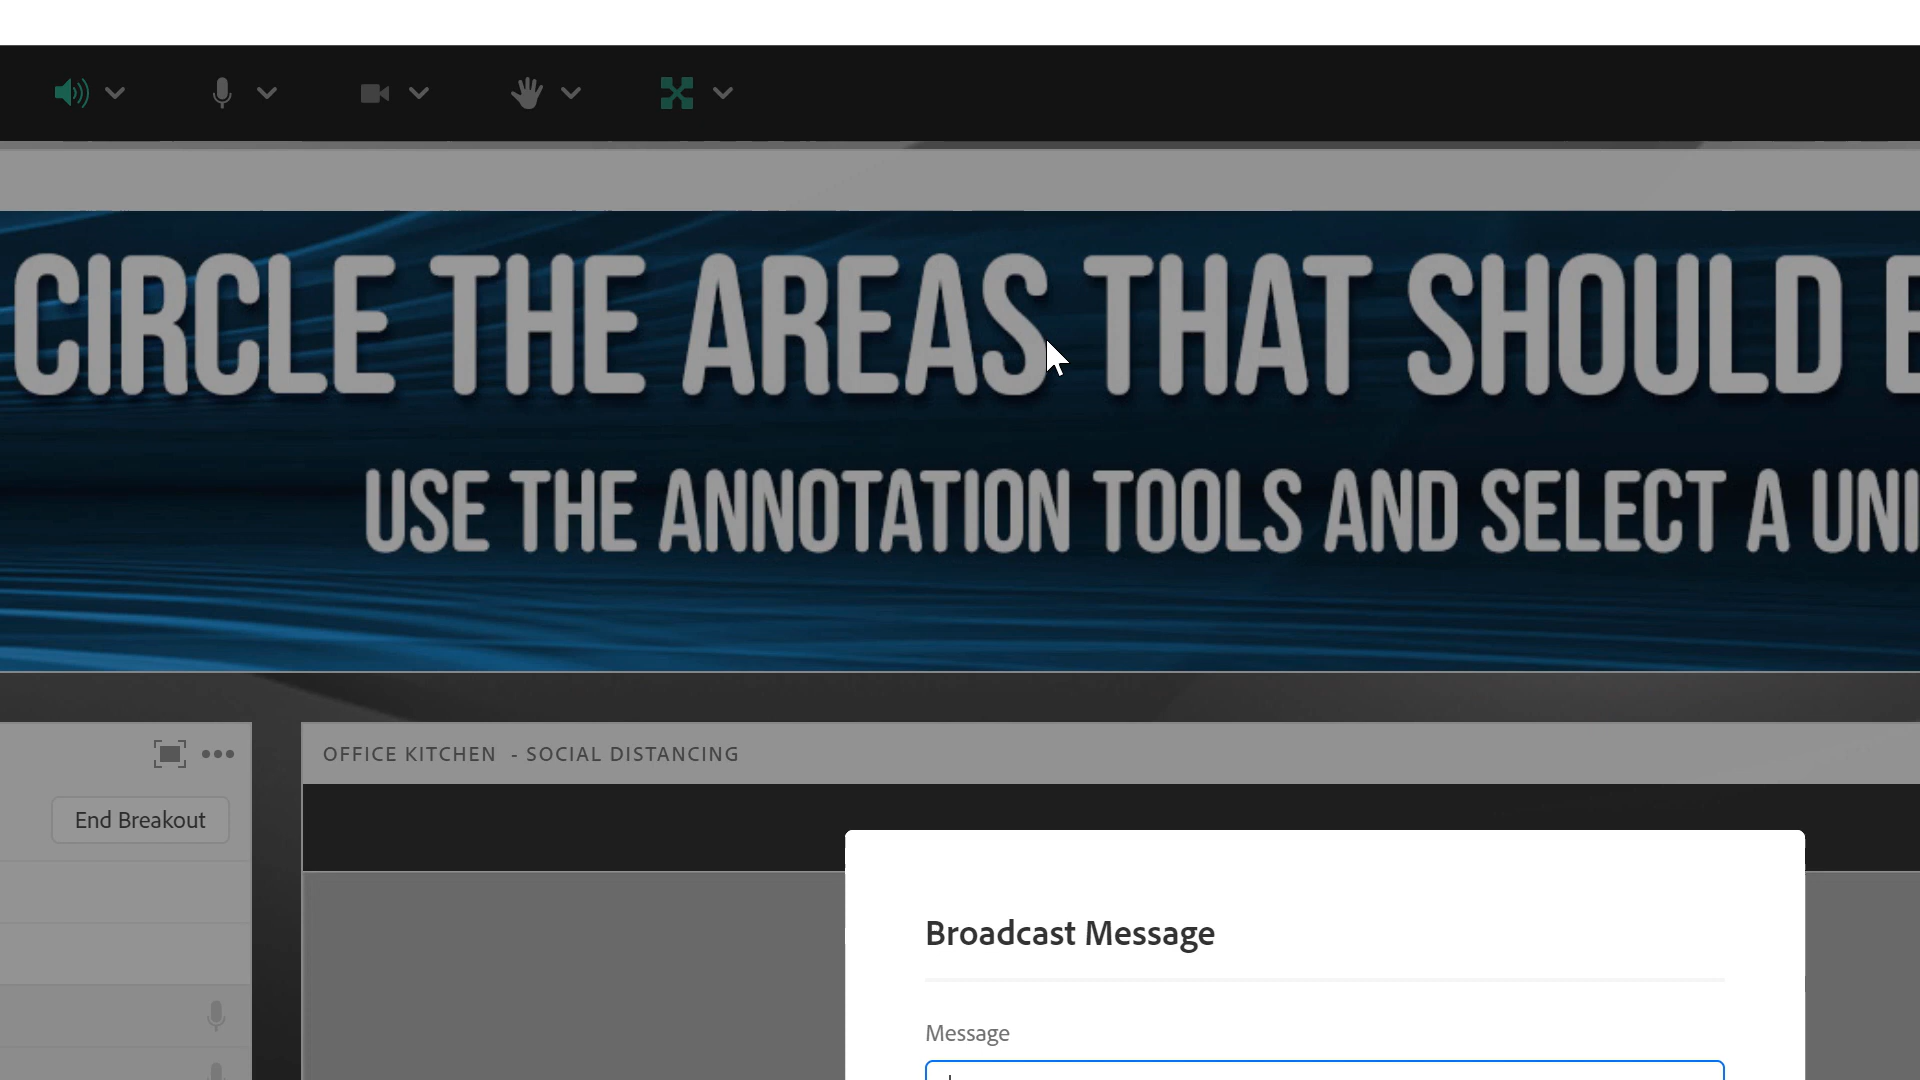 CIRCLE THE AREAS THAT SHOULD
USE THE ANNOTATION TOOLS AND SELECT A
OFFICE KITCHEN - SOCIAL DISTANCING
End Breakout
Broadcast Message
Message